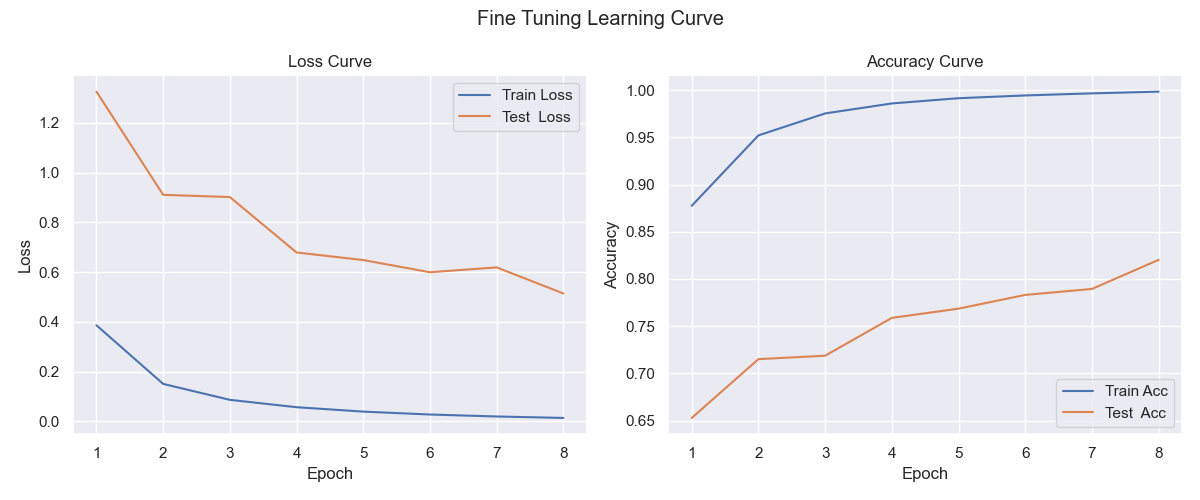 Fine Tuning Learning Curve
Loss Curve
Loss
1.2
1.0
0.8
0.6
0.4
0.2
0.0
Train Loss
Test Loss
1 2 3 4 5 6 7 8
Epoch
Accuracy Curve
Accuracy
1.00
0.95
0.90
0.85
0.80
0.75
0.70
0.65
Train Acc
Test Acc
1 2 3 4 5 6 7 8
Epoch